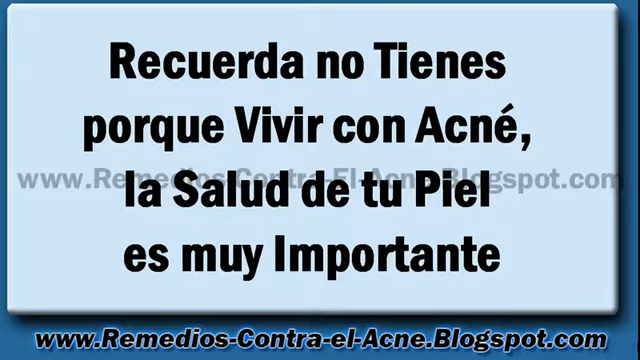 Recuerda no Tienes
porque Vivir con Acné,
www.Remedios-Contra-El-Acne.Blogspot.com
la Salud de tu Piel
es muy Importante
www.Remedios-Contra-el-Acne.Blogspot.com